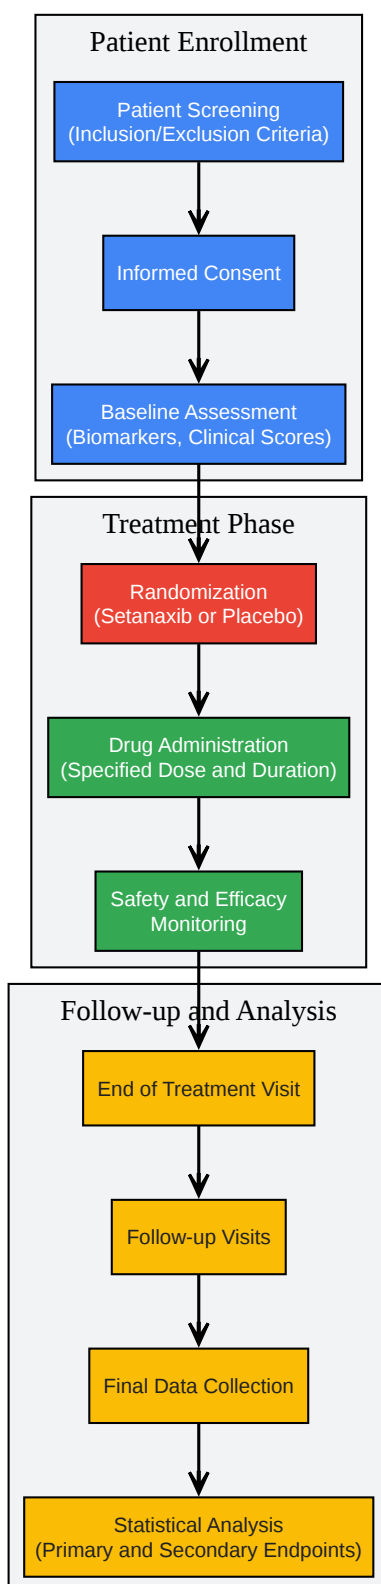 Patient Enrollment
Patient Screening
(Inclusion/Exclusion Criteria)
Informed Consent
Baseline Assessment
(Biomarkers, Clinical Scores)
Treatment Phase
Randomization
(Setanaxib or Placebo)
Drug Administration
(Specified Dose and Duration)
Safety and Efficacy
Monitoring
Follow-up and Analysis
End of Treatment Visit
Follow-up Visits
Final Data Collection
Statistical Analysis
(Primary and Secondary Endpoints)